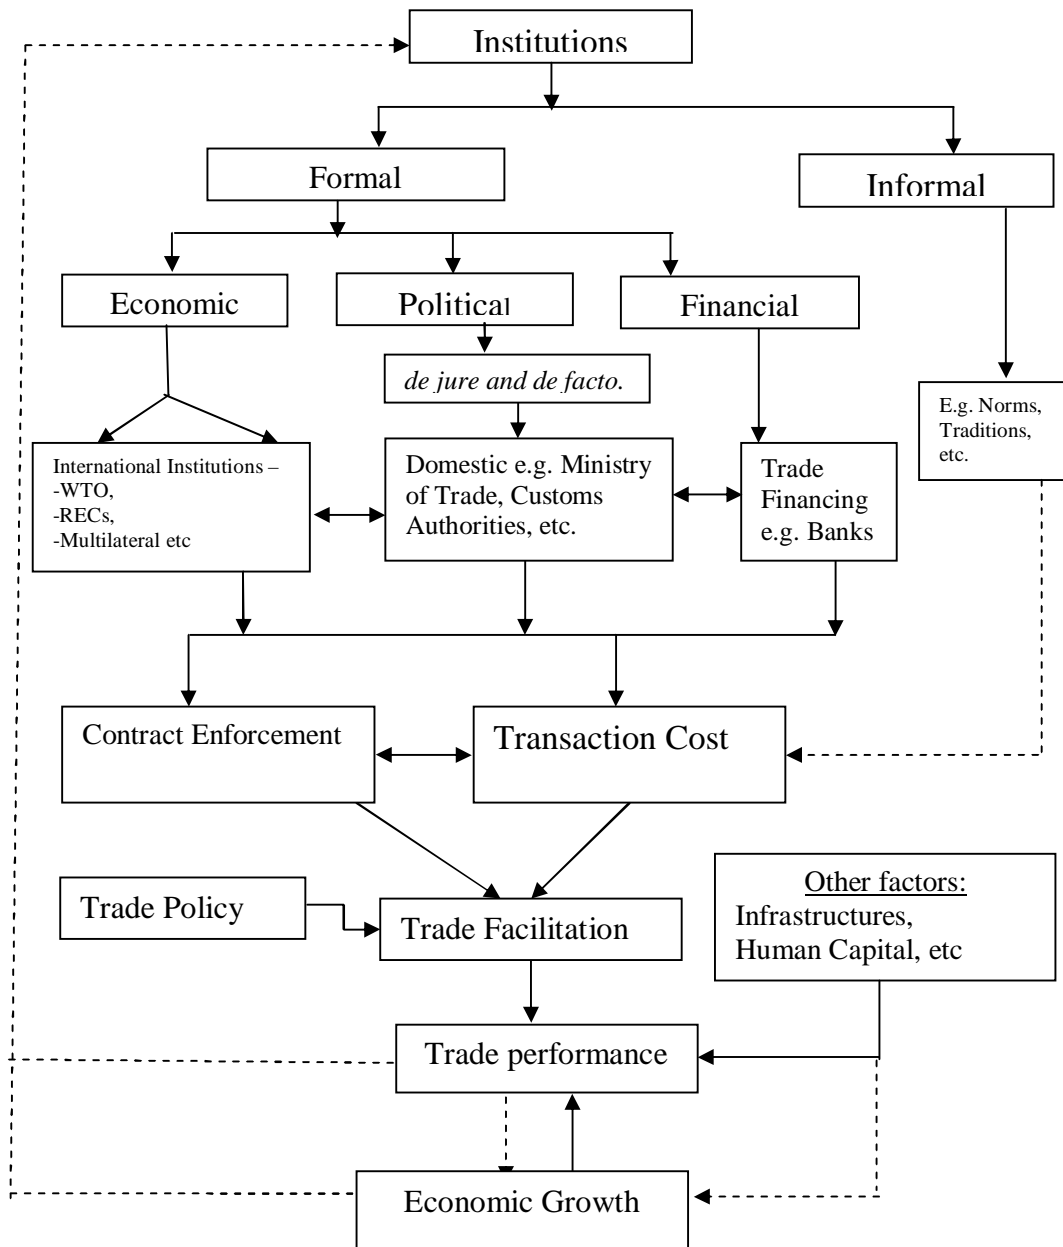 Institutions
Formal
Informal
Economic
Political
Financial
de jure and de facto.
E.g. Norms,
Traditions,
etc.
International Institutions –
-WTO,
-RECs,
-Multilateral etc
Domestic e.g. Ministry
of Trade, Customs
Authorities, etc.
Trade
Financing
e.g. Banks
Contract Enforcement
Transaction Cost
Other factors:
Infrastructures,
Human Capital, etc
Trade Policy
Trade Facilitation
Trade performance
Economic Growth